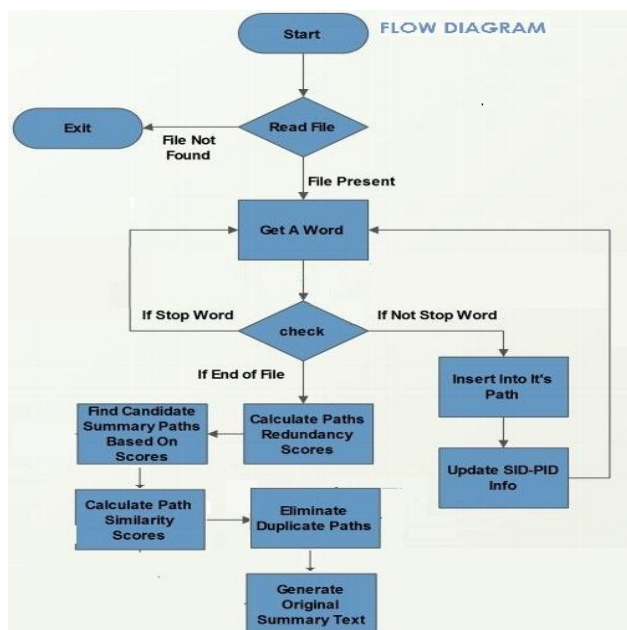 Start
FLOW DIAGRAM
Exit
Read File
File Not
Found
File Present
Get A Word
If Stop Word
check
If Not Stop Word
If End of File
Insert Into It's
Path
Find Candidate
Summary Paths
Based On
Scores
Calculate Paths
Redundancy
Scores
Update SID-PID
Info
Calculate Path
Similarity
Scores
Eliminate
Duplicate Paths
Generate
Original
Summary Text